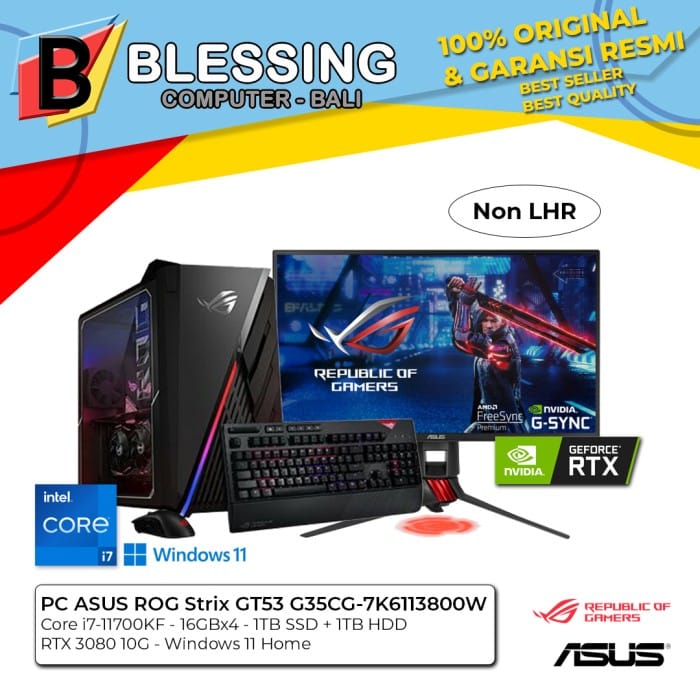 B
BLESSING
COMPUTER - BALI
100% ORIGINAL
& GARANSI RESMI
BEST SELLER
BEST QUALITY
Non LHR
REPUBLIC OF
GAMERS
AMD
FreeSync
Premium
NVIDIA
G-SYNC
ASUS
nVIDIA
GEFORCE
RTX
intel
CORE
i7
Windows 11
PC ASUS ROG Strix GT53 G35CG-7K6113800W
Core i7-11700KF - 16GBx4 - 1TB SSD + 1TB HDD
RTX 3080 10G - Windows 11 Home
REPUBLIC OF
GAMERS
ASUS